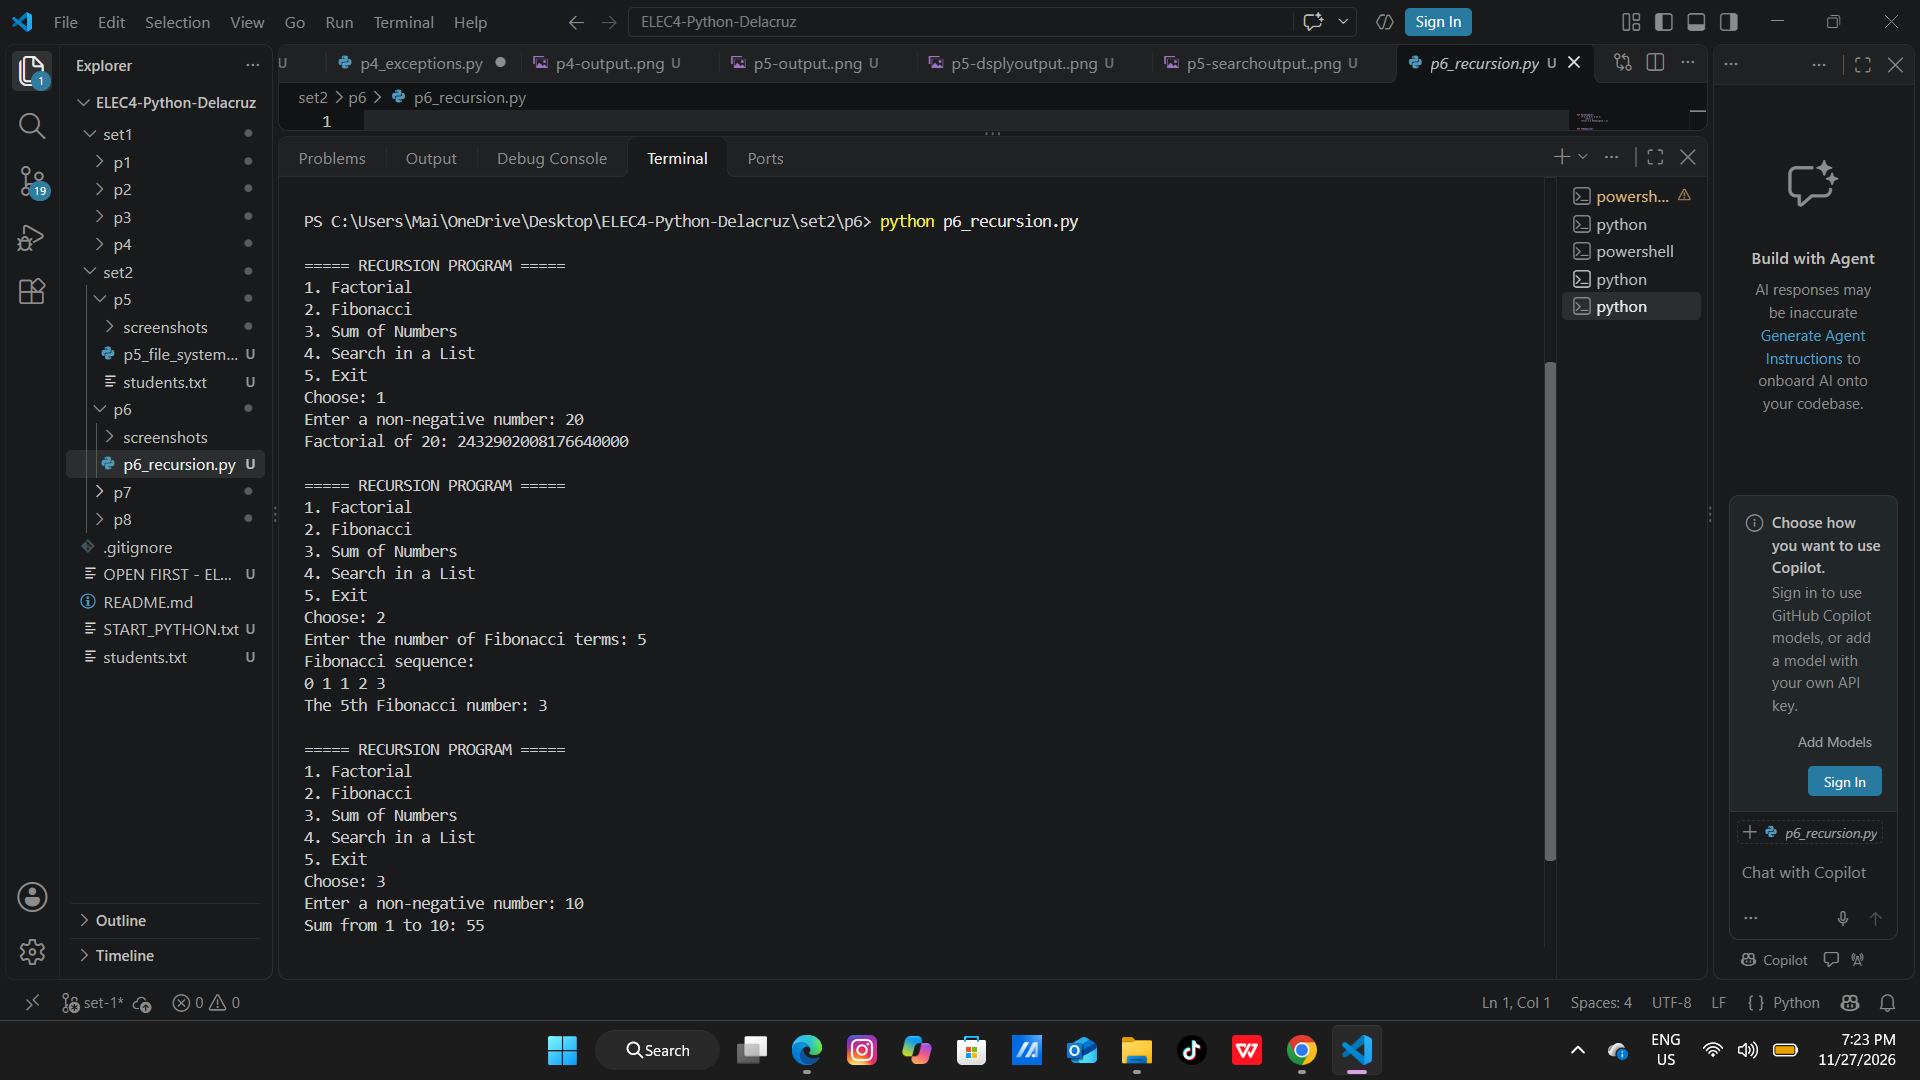 File Edit Selection View Go Run Terminal Help
ELEC4-Python-Delacruz
Sign In
1
19
Explorer
ELEC4-Python-Delacruz
set1
p1
p2
p3
p4
set2
p5
screenshots
p5_file_system... U
students.txt U
p6
screenshots
p6_recursion.py U
p7
p8
.gitignore
OPEN FIRST - EL... U
README.md
START_PYTHON.txt U
students.txt U
Outline
Timeline
U p4_exceptions.py p4-output..png U p5-output..png U p5-dsplyoutput..png U p5-searchoutput..png U p6_recursion.py U
set2 > p6 > p6_recursion.py
1
Problems Output Debug Console Terminal Ports
PS C:\Users\Mai\OneDrive\Desktop\ELEC4-Python-Delacruz\set2\p6> python p6_recursion.py
===== RECURSION PROGRAM =====
1. Factorial
2. Fibonacci
3. Sum of Numbers
4. Search in a List
5. Exit
Choose: 1
Enter a non-negative number: 20
Factorial of 20: 2432902008176640000
===== RECURSION PROGRAM =====
1. Factorial
2. Fibonacci
3. Sum of Numbers
4. Search in a List
5. Exit
Choose: 2
Enter the number of Fibonacci terms: 5
Fibonacci sequence:
0 1 1 2 3
The 5th Fibonacci number: 3
===== RECURSION PROGRAM =====
1. Factorial
2. Fibonacci
3. Sum of Numbers
4. Search in a List
5. Exit
Choose: 3
Enter a non-negative number: 10
Sum from 1 to 10: 55
powersh...
python
powershell
python
python
Build with Agent
AI responses may
be inaccurate
Generate Agent
Instructions to
onboard AI onto
your codebase.
Choose how
you want to use
Copilot.
Sign in to use
GitHub Copilot
models, or add
a model with
your own API
key.
Add Models
Sign In
p6_recursion.py
Chat with Copilot
Copilot
set-1* 0 0
Ln 1, Col 1 Spaces: 4 UTF-8 LF { } Python
Search
ENG
US
7:23 PM
11/27/2026